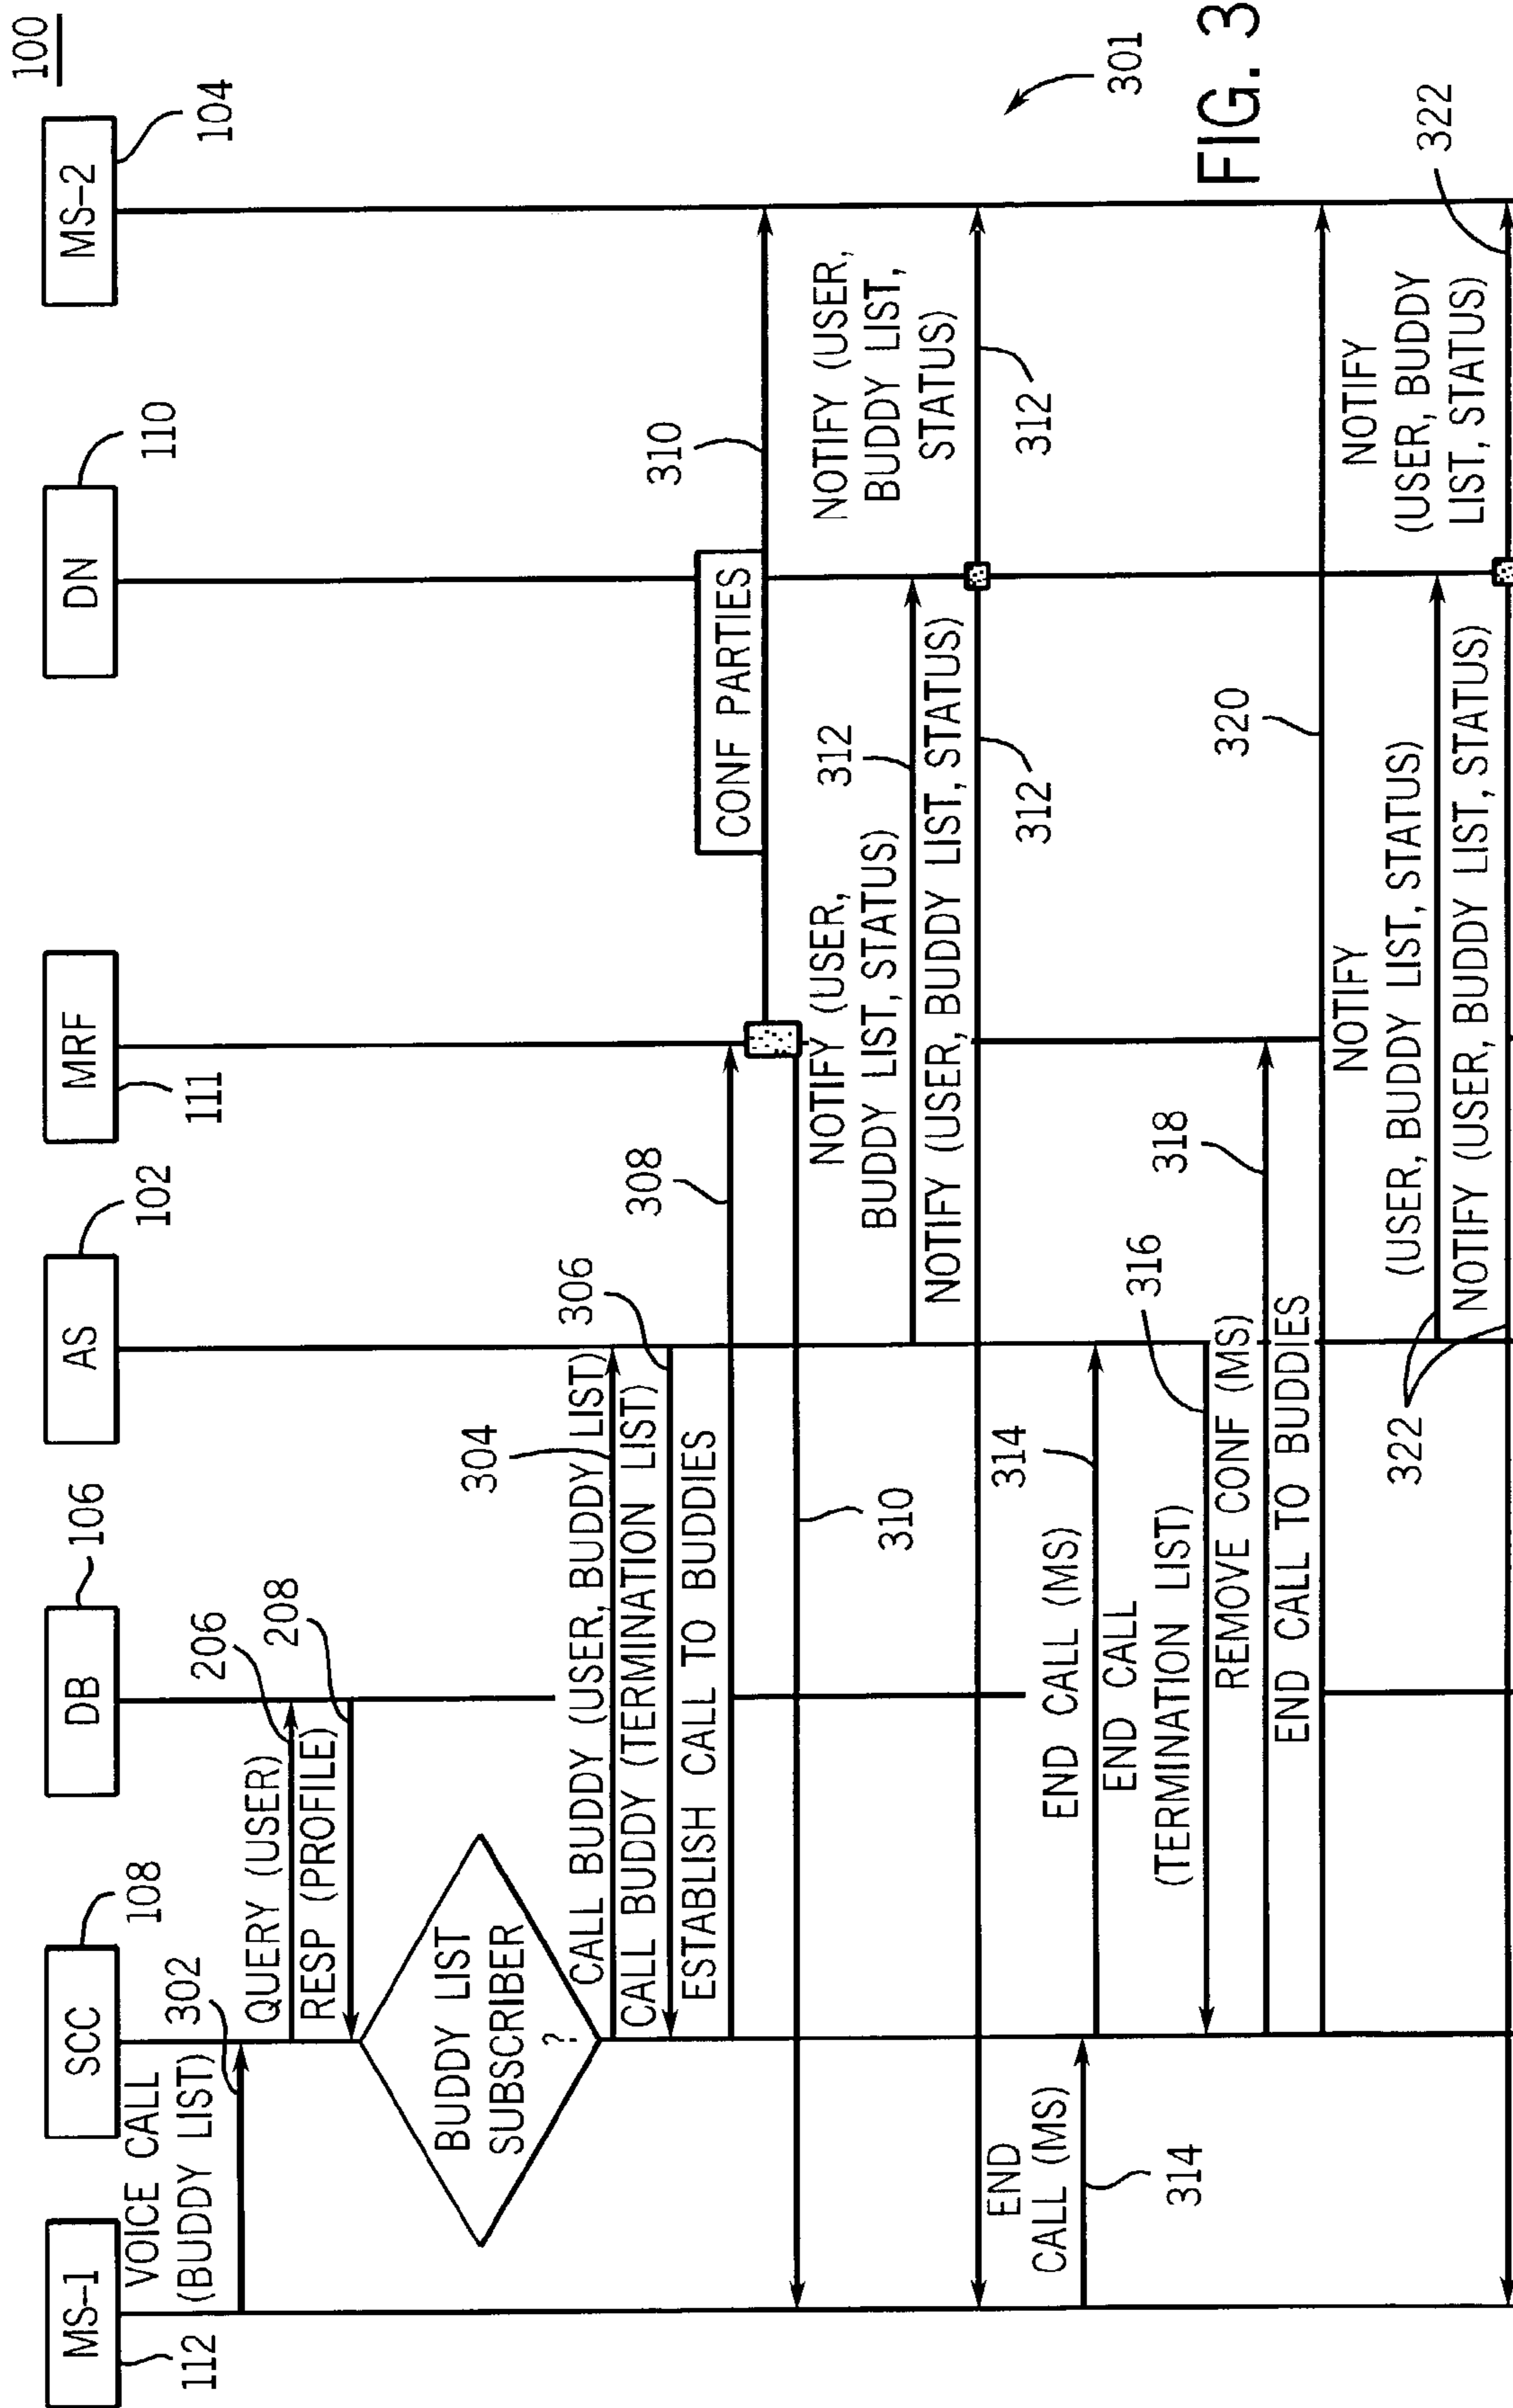 100
MS-1
112
SCC
108
DB
106
AS
102
MRF
111
DN
110
MS-2
104
VOICE CALL
(BUDDY LIST)
302
QUERY (USER)
206
RESP (PROFILE)
208
BUDDY LIST
SUBSCRIBER
?
CALL BUDDY (USER, BUDDY LIST)
304
CALL BUDDY (TERMINATION LIST)
306
ESTABLISH CALL TO BUDDIES
308
CONF PARTIES
310
310
NOTIFY (USER,
BUDDY LIST, STATUS)
312
NOTIFY (USER, BUDDY LIST, STATUS)
312
NOTIFY (USER,
BUDDY LIST,
STATUS)
312
END
CALL (MS)
314
END CALL (MS)
314
END CALL
(TERMINATION LIST)
316
REMOVE CONF (MS)
318
END CALL TO BUDDIES
320
NOTIFY
(USER, BUDDY LIST, STATUS)
NOTIFY (USER, BUDDY LIST, STATUS)
322
NOTIFY
(USER, BUDDY
LIST, STATUS)
322
301
FIG. 3